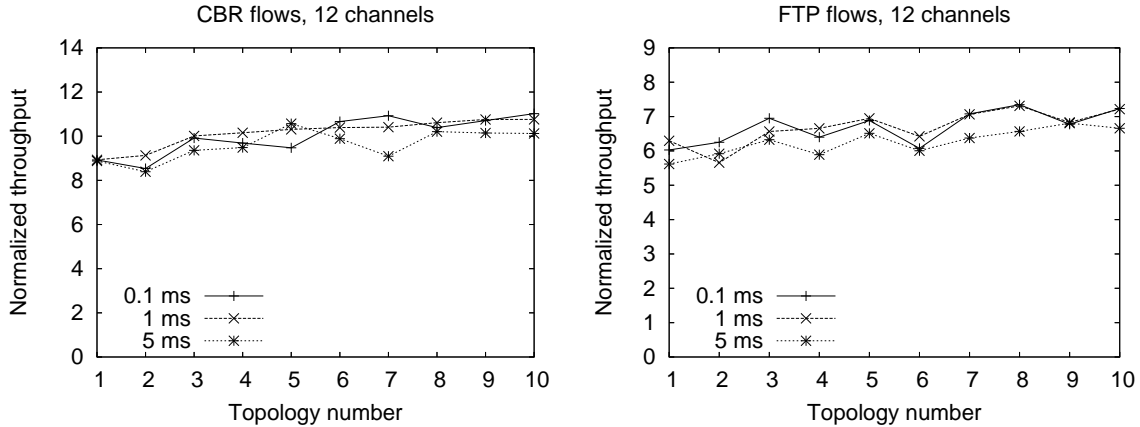 CBR flows, 12 channels
14
12
10
8
6
4
2
0
Normalized throughput
0.1 ms
1 ms
5 ms
1 2 3 4 5 6 7 8 9 10
Topology number
FTP flows, 12 channels
9
8
7
6
5
4
3
2
1
0
Normalized throughput
0.1 ms
1 ms
5 ms
1 2 3 4 5 6 7 8 9 10
Topology number